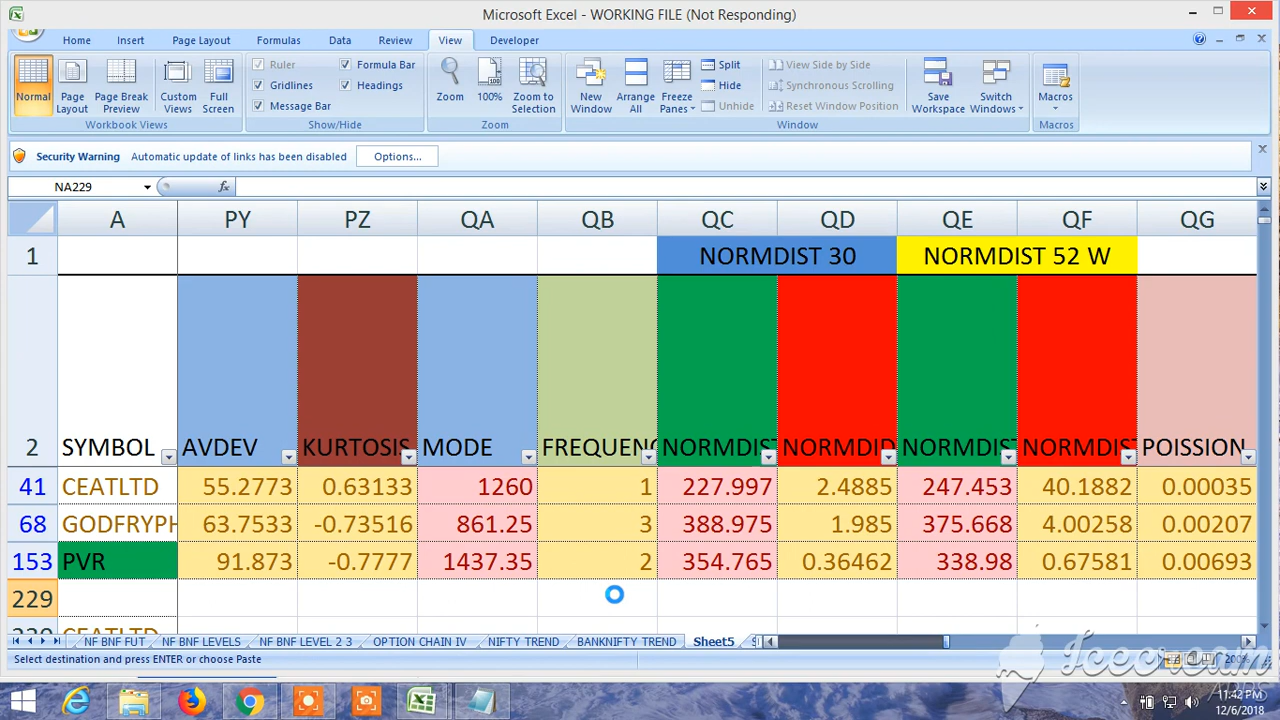 Microsoft Excel - WORKING FILE (Not Responding)
Home Insert Page Layout Formulas Data Review View Developer
Normal
Page Layout
Page Break Preview
Custom Views
Full Screen
Workbook Views
Ruler
Gridlines
Message Bar
Formula Bar
Headings
Show/Hide
Zoom
100%
Zoom to Selection
Zoom
New Window
Arrange All
Freeze Panes
Split
Hide
Unhide
View Side by Side
Synchronous Scrolling
Reset Window Position
Window
Save Workspace
Switch Windows
Macros
Macros
Security Warning Automatic update of links has been disabled Options...
NA229 fx
A PY PZ QA QB QC QD QE QF QG
1 NORMDIST 30 NORMDIST 52 W
2 SYMBOL AVDEV KURTOSIS MODE FREQUENC NORMDIST NORMDID NORMDIST NORMDIST POISSION
41 CEATLTD 55.2773 0.63133 1260 1 227.997 2.4885 247.453 40.1882 0.00035
68 GODFRYPH 63.7533 -0.73516 861.25 3 388.975 1.985 375.668 4.00258 0.00207
153 PVR 91.873 -0.7777 1437.35 2 354.765 0.36462 338.98 0.67581 0.00693
229
230 CEATLTD
NF BNF FUT NF BNF LEVELS NF BNF LEVEL 2 3 OPTION CHAIN IV NIFTY TREND BANKNIFTY TREND Sheet5
Select destination and press ENTER or choose Paste 200%
Icecream
Apps
11:42 PM
12/6/2018